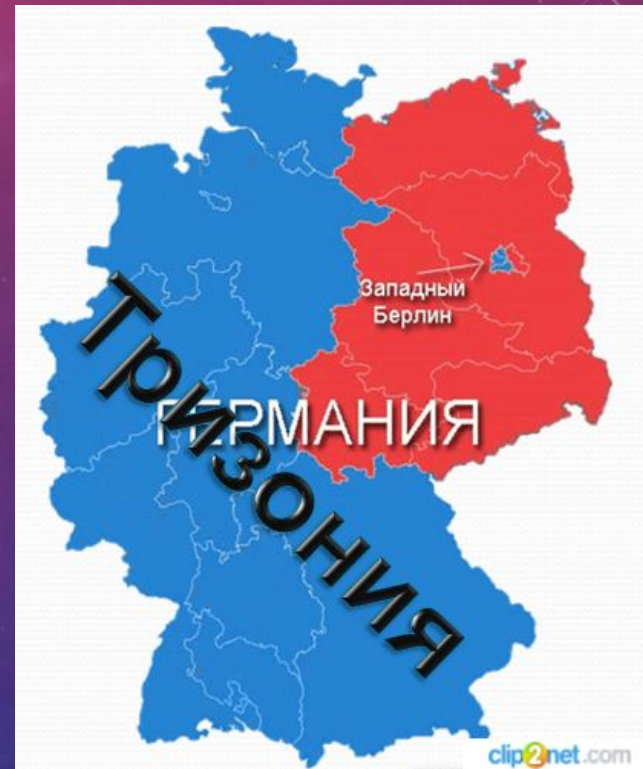 Западный
Берлин
ГЕРМАНИЯ
Тризония
clip2net.com